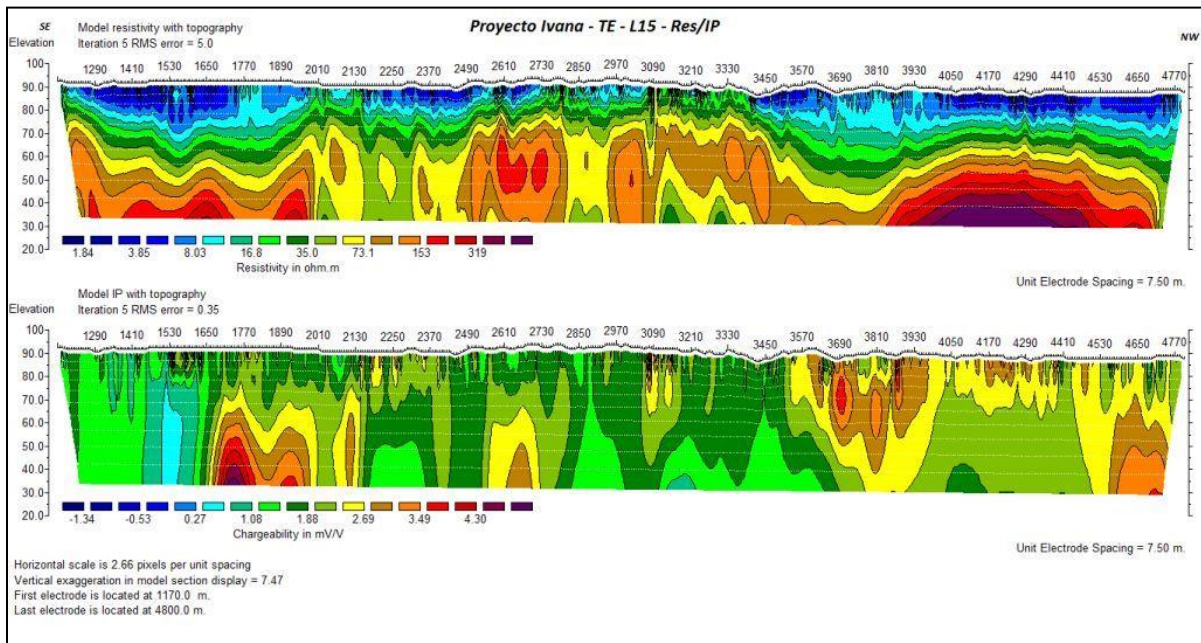 Proyecto Ivana - TE - L15 - Res/IP
SE
NW
Model resistivity with topography
Elevation Iteration 5 RMS error = 5.0
1290 1410 1530 1650 1770 1890 2010 2130 2250 2370 2490 2610 2730 2850 2970 3090 3210 3330 3450 3570 3690 3810 3930 4050 4170 4290 4410 4530 4650 4770
100
90.0
80.0
70.0
60.0
50.0
40.0
30.0
20.0
1.84 3.85 8.03 16.8 35.0 73.1 153 319
Resistivity in ohm.m
Unit Electrode Spacing = 7.50 m.
Model IP with topography
Elevation Iteration 5 RMS error = 0.35
1290 1410 1530 1650 1770 1890 2010 2130 2250 2370 2490 2610 2730 2850 2970 3090 3210 3330 3450 3570 3690 3810 3930 4050 4170 4290 4410 4530 4650 4770
100
90.0
80.0
70.0
60.0
50.0
40.0
30.0
20.0
-1.34 -0.53 0.27 1.08 1.88 2.69 3.49 4.30
Chargeability in mV/V
Unit Electrode Spacing = 7.50 m.
Horizontal scale is 2.66 pixels per unit spacing
Vertical exaggeration in model section display = 7.47
First electrode is located at 1170.0 m.
Last electrode is located at 4800.0 m.